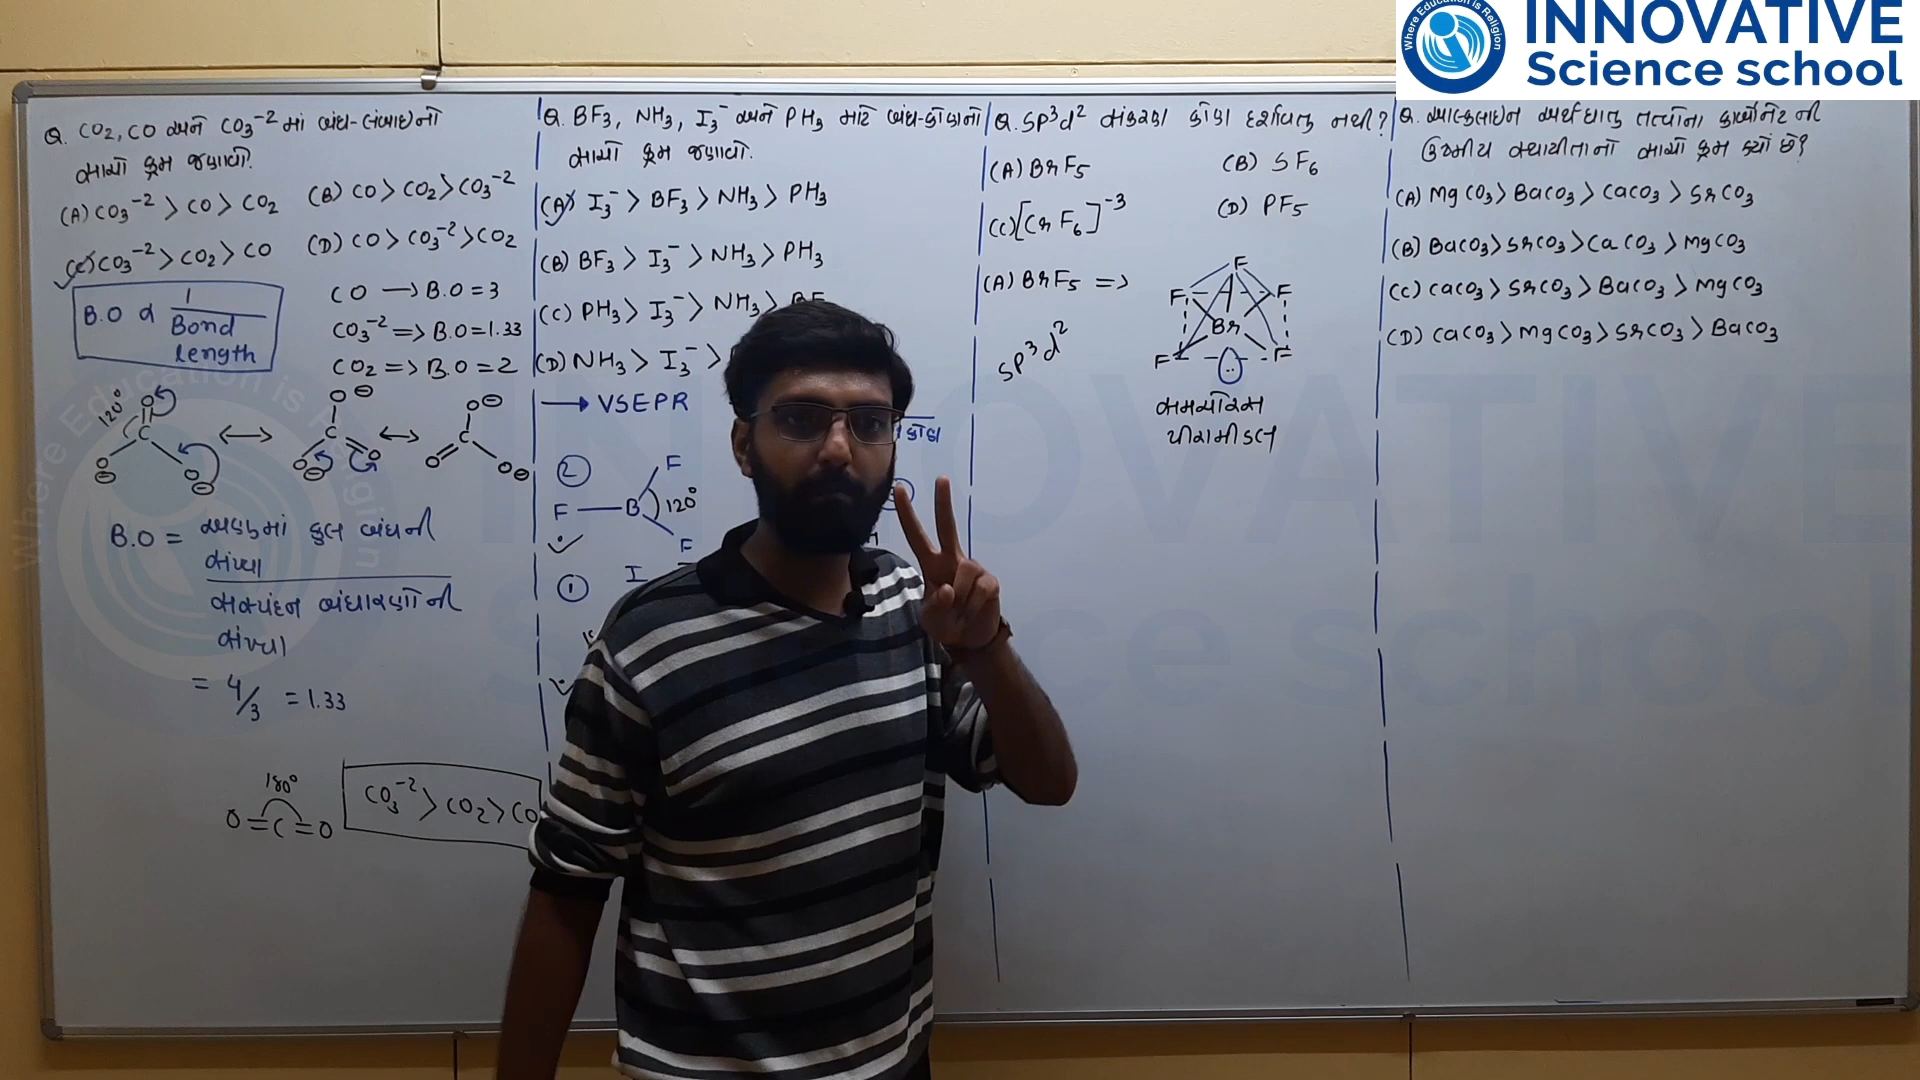 Where Education is Religion
INNOVATIVE
Science school
Q. CO₂, CO અને CO₃⁻² માં બંધ-લંબાઇનો
સાચો ક્રમ જણાવો?
(A) CO₃⁻² > CO > CO₂
(B) CO > CO₂ > CO₃⁻²
(C) CO₃⁻² > CO₂ > CO
(D) CO > CO₃⁻² > CO₂
B.O α 1/Bond length
CO → B.O = 3
CO₃⁻² => B.O = 1.33
CO₂ => B.O = 2
120°
B.O = અણુમાં કુલ બંધની
સંખ્યા
સસ્પંદન બંધારણોની
સંખ્યા
= 4/3 = 1.33
180°
O=C=O
CO₃⁻² > CO₂ > CO
Q. BF₃, NH₃, I₃⁻ અને PH₃ માટે બંધ-કોણનો
સાચો ક્રમ જણાવો.
(A) I₃⁻ > BF₃ > NH₃ > PH₃
(B) BF₃ > I₃⁻ > NH₃ > PH₃
(C) PH₃ > I₃⁻ > NH₃ > BF
(D) NH₃ > I₃⁻ >
→ VSEPR
કોણ
②
F
F — B 120°
F
①
I
Q. SP³d² સંકરણ કોણ દર્શાવતુ નથી?
(A) BrF₅
(B) SF₆
(C) [CrF₆]⁻³
(D) PF₅
(A) BrF₅ =>
SP³d²
F
F F
Br
F F
સમચોરસ
પીરામીડલ
Q. આલ્કલાઇન અર્થ ધાતુ તત્વોના કાર્બોનેટ ની
ઉષ્મીય સ્થાયીતાનો સાચો ક્રમ ક્યો છે?
(A) MgCO₃ > BaCO₃ > CaCO₃ > SrCO₃
(B) BaCO₃ > SrCO₃ > CaCO₃ > MgCO₃
(C) CaCO₃ > SrCO₃ > BaCO₃ > MgCO₃
(D) CaCO₃ > MgCO₃ > SrCO₃ > BaCO₃